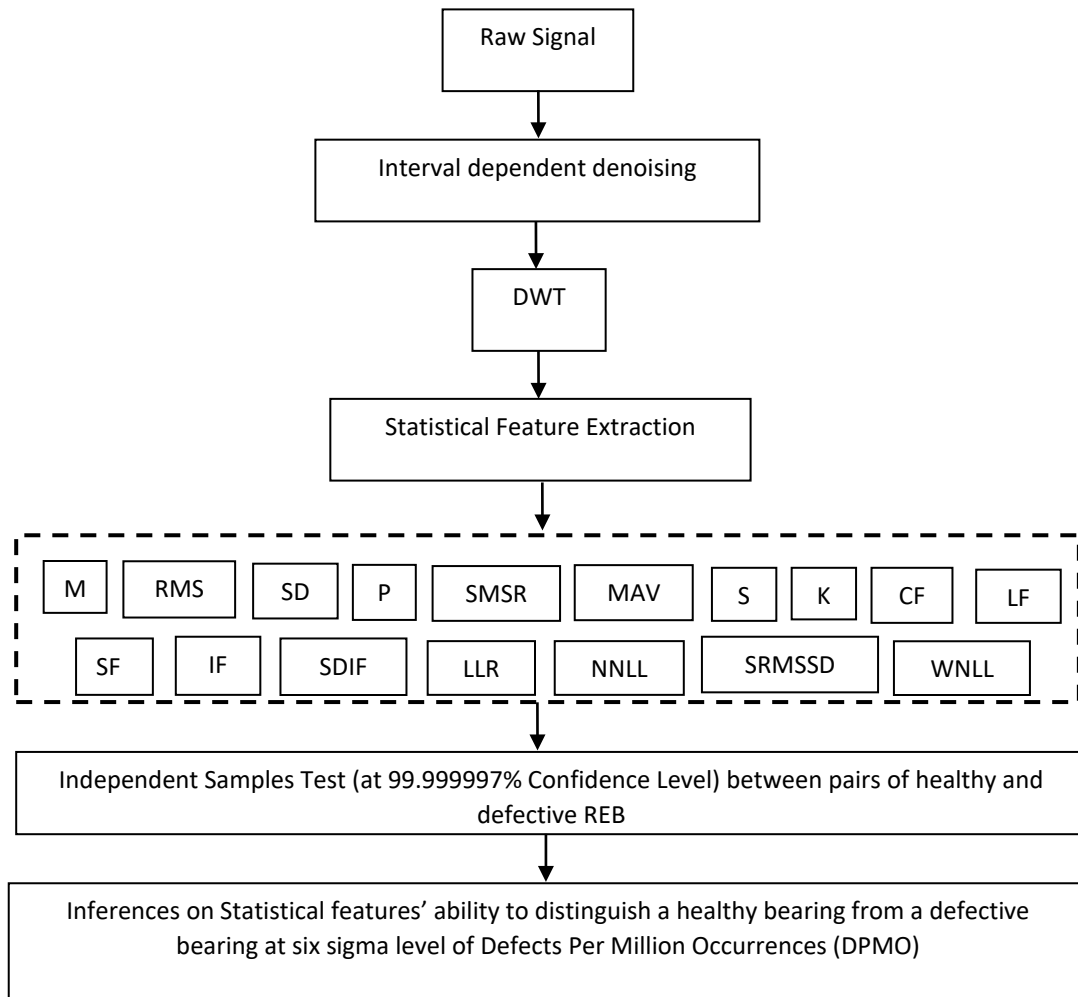 Raw Signal
Interval dependent denoising
DWT
Statistical Feature Extraction
M RMS SD P SMSR MAV S K CF LF
SF IF SDIF LLR NNLL SRMSSD WNLL
Independent Samples Test (at 99.999997% Confidence Level) between pairs of healthy and
defective REB
Inferences on Statistical features’ ability to distinguish a healthy bearing from a defective
bearing at six sigma level of Defects Per Million Occurrences (DPMO)